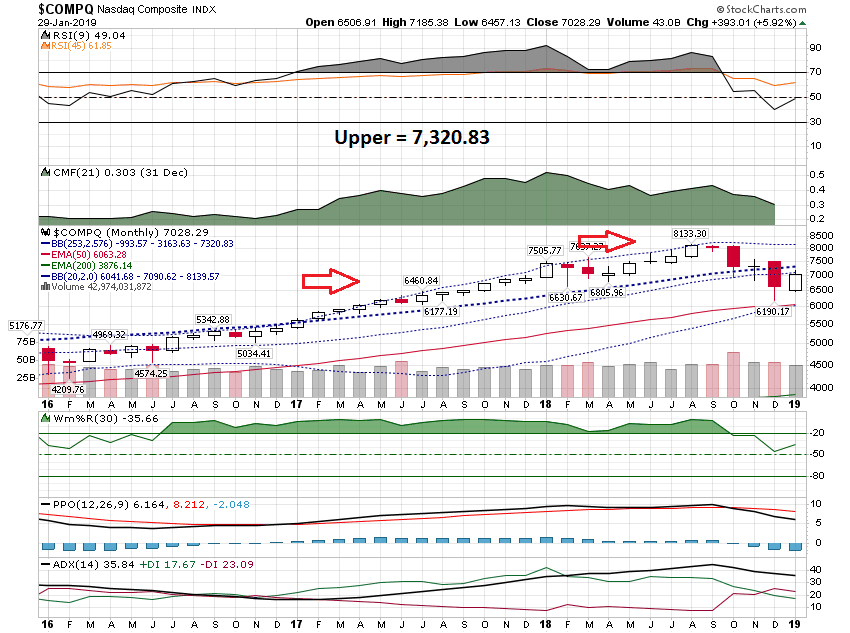 $COMPQ Nasdaq Composite INDX © StockCharts.com
29-Jan-2019 Open 6506.91 High 7185.38 Low 6457.13 Close 7028.29 Volume 43.0B Chg +393.01 (+5.92%)
RSI(9) 49.04
RSI(45) 61.85
90
70
50
30
10
Upper = 7,320.83
CMF(21) 0.303 (31 Dec)
0.5
0.4
0.3
0.2
$COMPQ (Monthly) 7028.29
BB(253,2.576) -993.57 - 3163.63 - 7320.83
EMA(50) 6063.28
EMA(200) 3876.14
BB(20,2.0) 6041.68 - 7090.62 - 8139.57
Volume 42,974,031,872
8133.30
7505.77
6460.84
6805.96
6630.67
6177.19
6190.17
5342.88
5176.77
4969.32
5034.41
4574.25
4209.76
8500
8000
7500
7000
6500
6000
5500
5000
4500
4000
75B
50B
25B
16 F M A M J J A S O N D 17 F M A M J J A S O N D 18 F M A M J J A S O N D 19
Wm%R(30) -35.66
-20
-50
-80
PPO(12,26,9) 6.164, 8.212, -2.048
10
5
0
ADX(14) 35.84 +DI 17.67 -DI 23.09
40
30
20
10
16 F M A M J J A S O N D 17 F M A M J J A S O N D 18 F M A M J J A S O N D 19